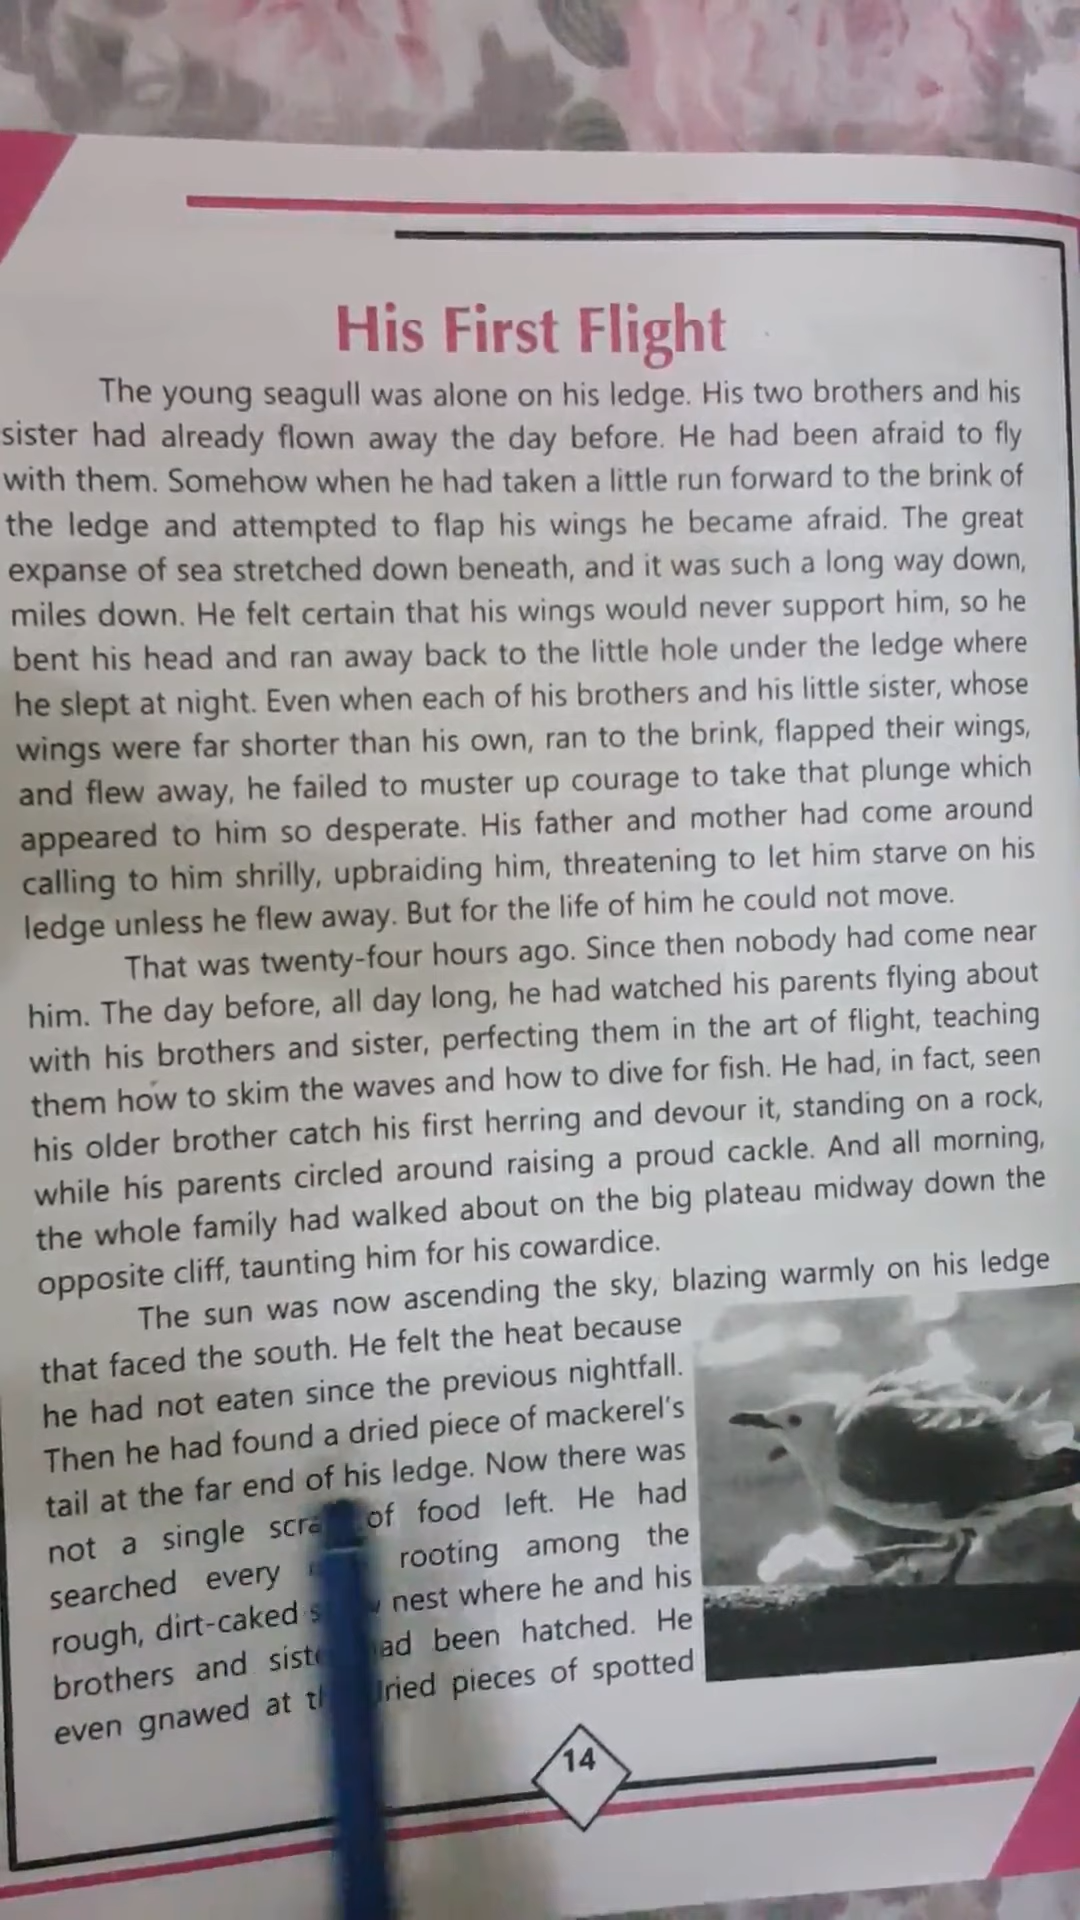 His First Flight
The young seagull was alone on his ledge. His two brothers and his
sister had already flown away the day before. He had been afraid to fly
with them. Somehow when he had taken a little run forward to the brink of
the ledge and attempted to flap his wings he became afraid. The great
expanse of sea stretched down beneath, and it was such a long way down,
miles down. He felt certain that his wings would never support him, so he
bent his head and ran away back to the little hole under the ledge where
he slept at night. Even when each of his brothers and his little sister, whose
wings were far shorter than his own, ran to the brink, flapped their wings,
and flew away, he failed to muster up courage to take that plunge which
appeared to him so desperate. His father and mother had come around
calling to him shrilly, upbraiding him, threatening to let him starve on his
ledge unless he flew away. But for the life of him he could not move.
That was twenty-four hours ago. Since then nobody had come near
him. The day before, all day long, he had watched his parents flying about
with his brothers and sister, perfecting them in the art of flight, teaching
them how to skim the waves and how to dive for fish. He had, in fact, seen
his older brother catch his first herring and devour it, standing on a rock,
while his parents circled around raising a proud cackle. And all morning,
the whole family had walked about on the big plateau midway down the
opposite cliff, taunting him for his cowardice.
The sun was now ascending the sky, blazing warmly on his ledge
that faced the south. He felt the heat because
he had not eaten since the previous nightfall.
Then he had found a dried piece of mackerel's
tail at the far end of his ledge. Now there was
not a single of food left. He had
searched every rooting among the
rough, dirt-caked nest where he and his
brothers and been hatched. He
even gnawed at pieces of spotted
14